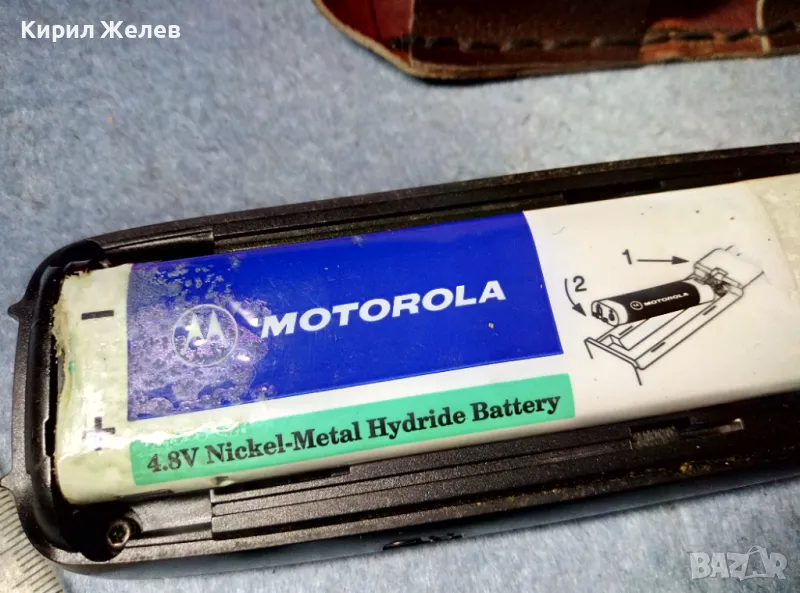 Кирил Желев
1
2
MOTOROLA
MOTOROLA
−
+
4.8V Nickel-Metal Hydride Battery
BAZAR